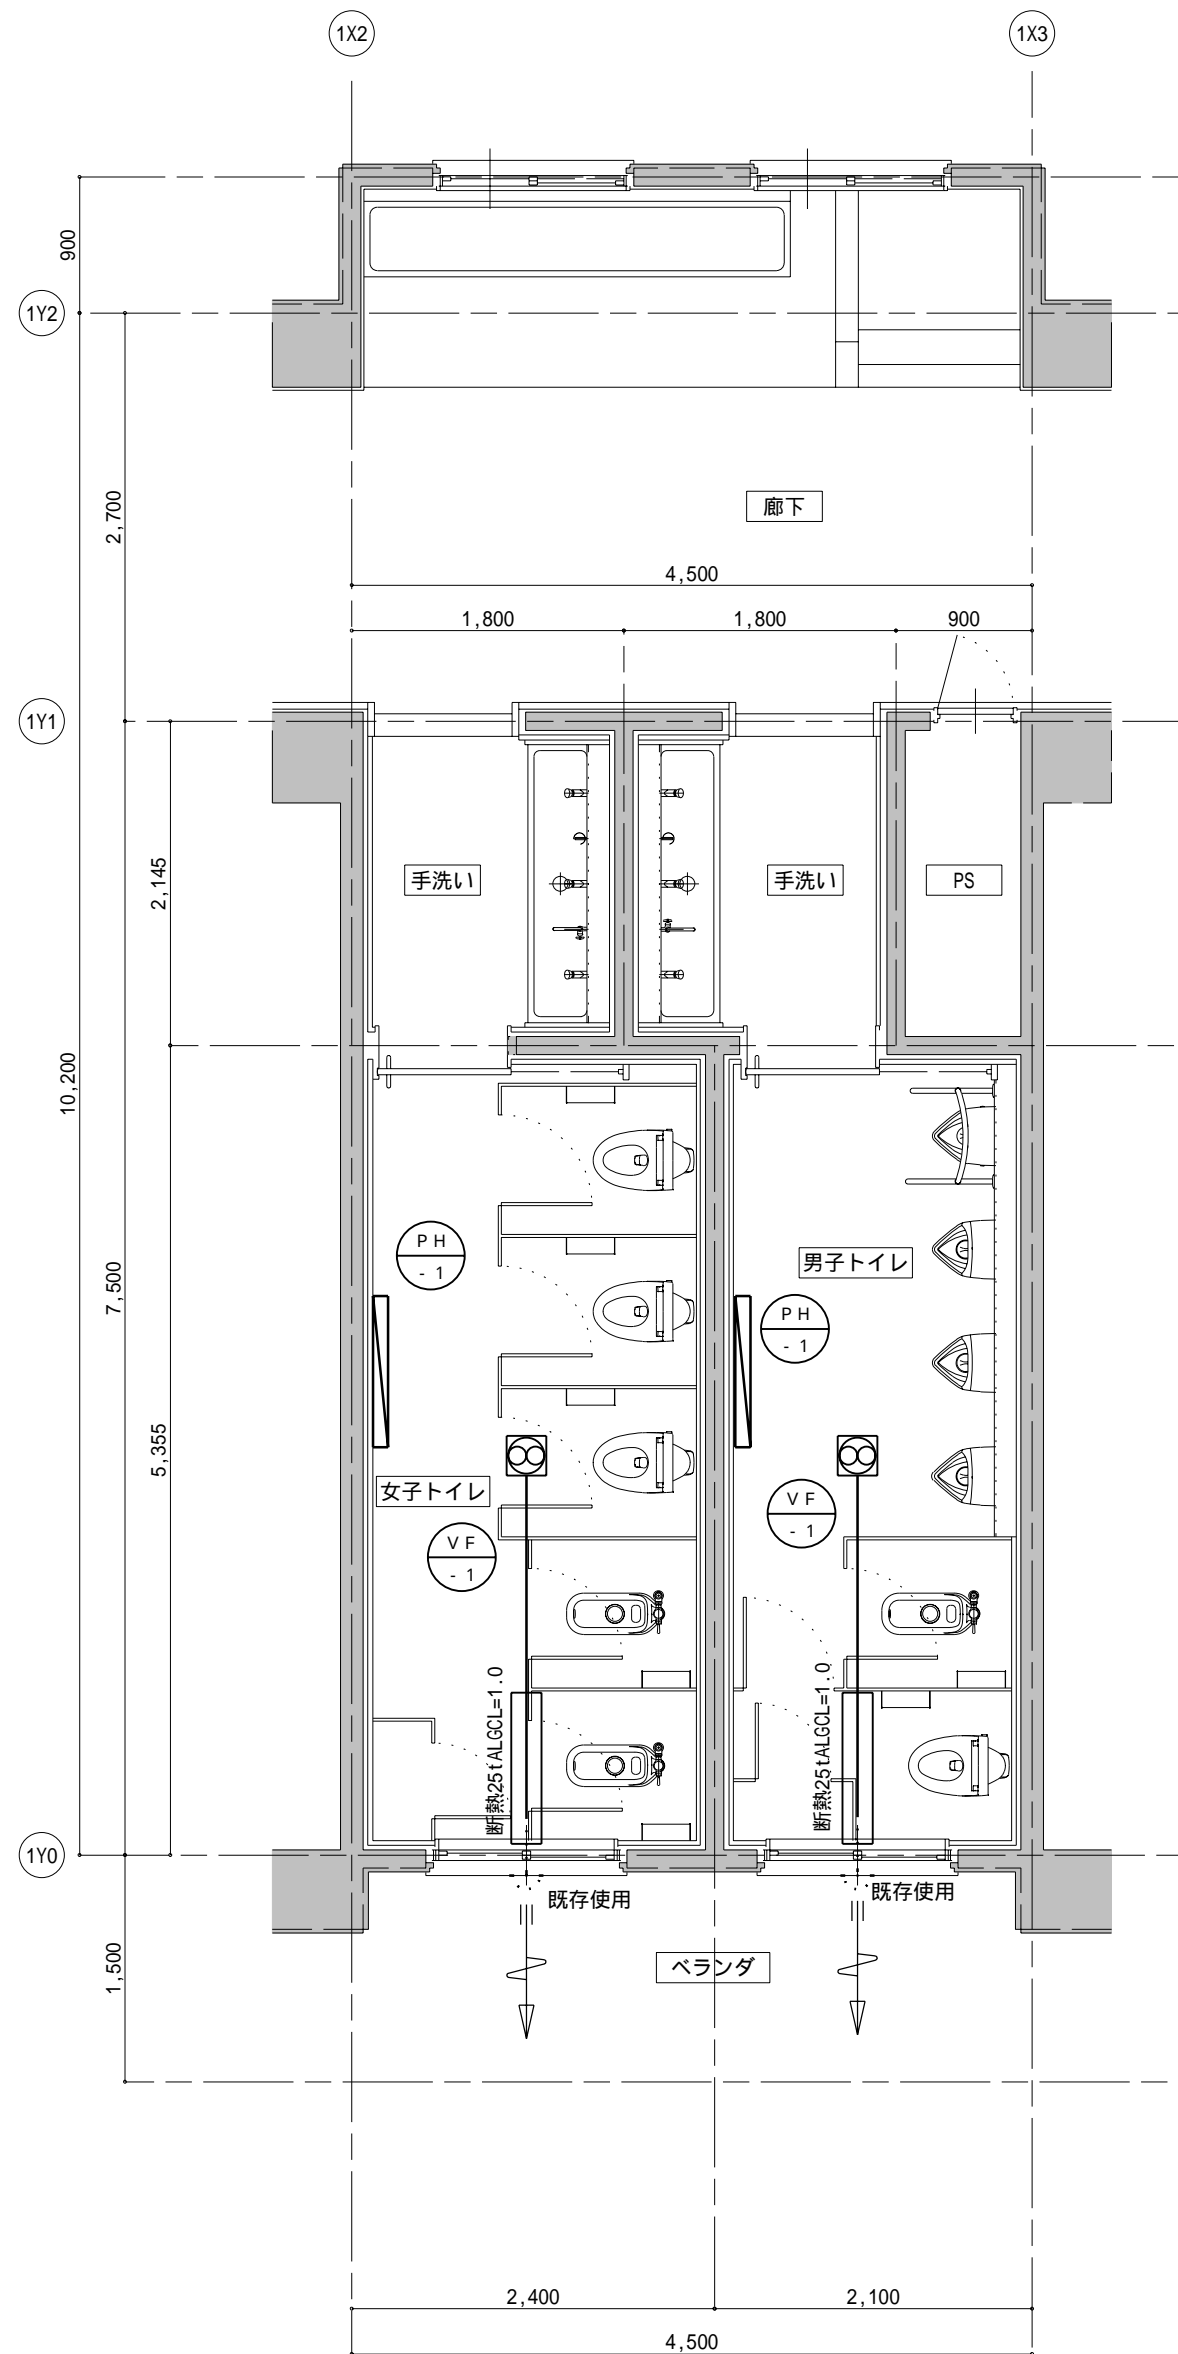 1X2
1X3
900
1Y2
2,700
廊下
4,500
1,800
1,800
900
1Y1
手洗い
手洗い
PS
2,145
10,200
7,500
PH
- 1
男子トイレ
PH
- 1
5,355
女子トイレ
VF
- 1
VF
- 1
断熱25tALGCL=1.0
断熱25tALGCL=1.0
1Y0
既存使用
既存使用
ベランダ
1,500
2,400
2,100
4,500